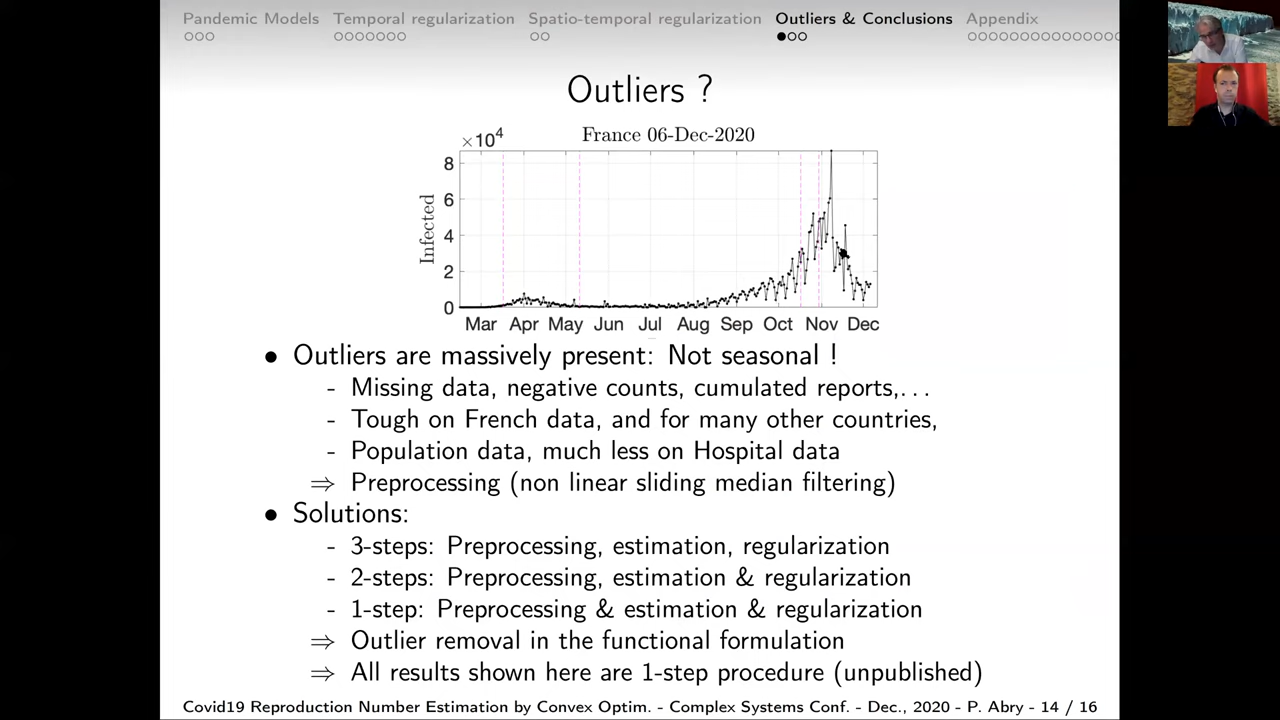 Pandemic Models Temporal regularization Spatio-temporal regularization Outliers & Conclusions Appendix
Outliers ?
×10⁴ France 06-Dec-2020
Infected
8
6
4
2
0
Mar Apr May Jun Jul Aug Sep Oct Nov Dec
• Outliers are massively present: Not seasonal !
- Missing data, negative counts, cumulated reports,...
- Tough on French data, and for many other countries,
- Population data, much less on Hospital data
⇒ Preprocessing (non linear sliding median filtering)
• Solutions:
- 3-steps: Preprocessing, estimation, regularization
- 2-steps: Preprocessing, estimation & regularization
- 1-step: Preprocessing & estimation & regularization
⇒ Outlier removal in the functional formulation
⇒ All results shown here are 1-step procedure (unpublished)
Covid19 Reproduction Number Estimation by Convex Optim. - Complex Systems Conf. - Dec., 2020 - P. Abry - 14 / 16